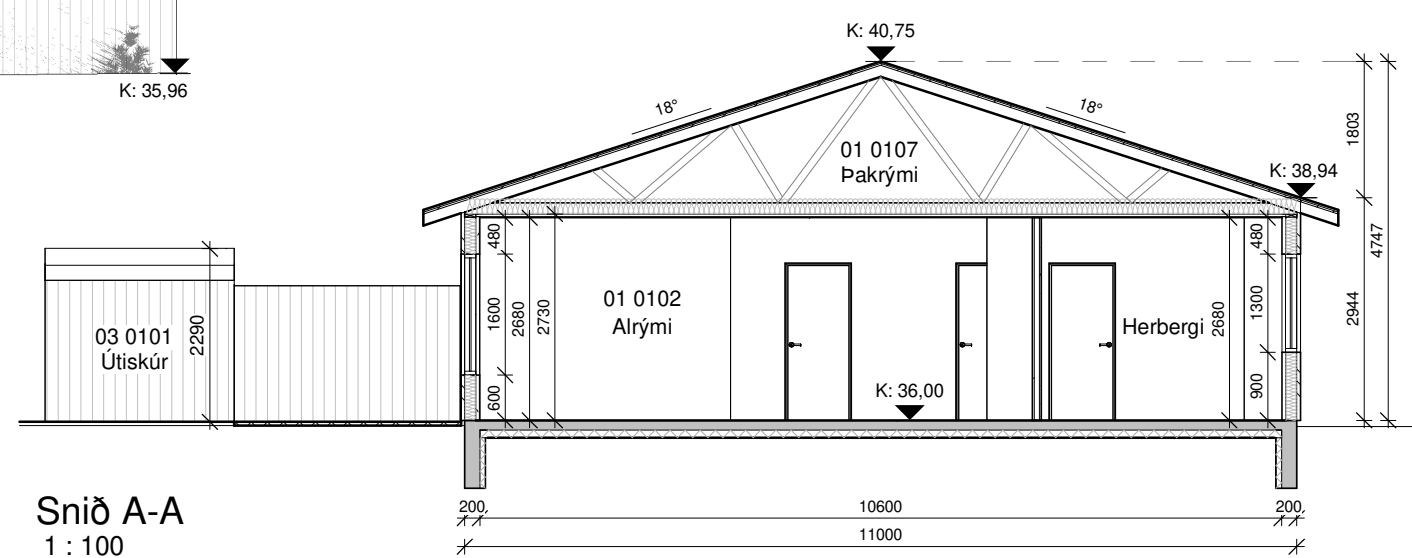 K: 35,96
K: 40,75
18°
18°
1803
01 0107
Þakrými
K: 38,94
4747
480
480
2680
2730
1600
01 0102
Alrými
Herbergi
2680
1300
2944
03 0101
Útiskúr
2290
600
K: 36,00
900
Snið A-A
1 : 100
200
10600
200
11000